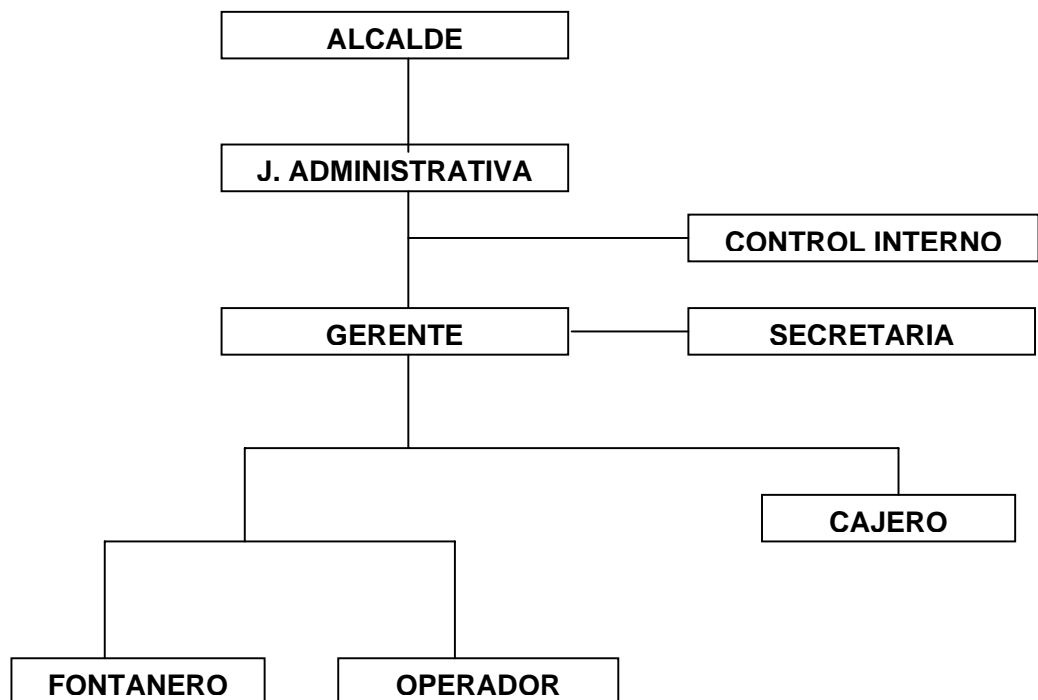 ALCALDE
J. ADMINISTRATIVA
CONTROL INTERNO
GERENTE
SECRETARIA
CAJERO
FONTANERO
OPERADOR